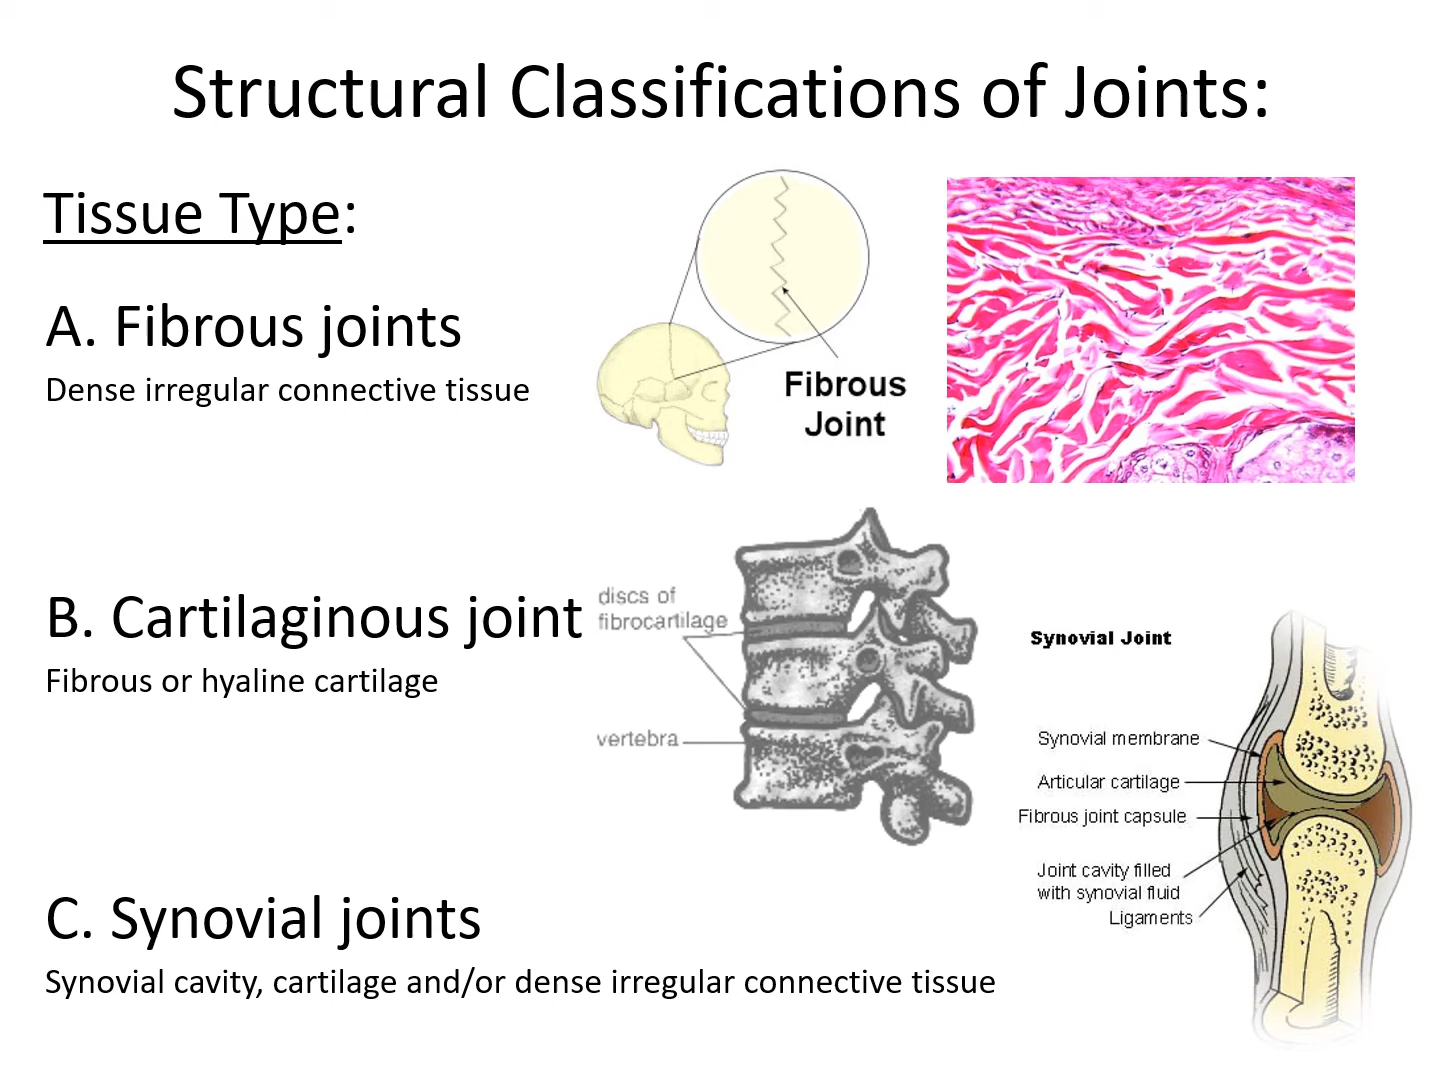 Structural Classifications of Joints:
Tissue Type:
A. Fibrous joints
Dense irregular connective tissue
Fibrous
Joint
B. Cartilaginous joint
Fibrous or hyaline cartilage
discs of
fibrocartilage
vertebra
Synovial Joint
Synovial membrane
Articular cartilage
Fibrous joint capsule
Joint cavity filled
with synovial fluid
Ligaments
C. Synovial joints
Synovial cavity, cartilage and/or dense irregular connective tissue